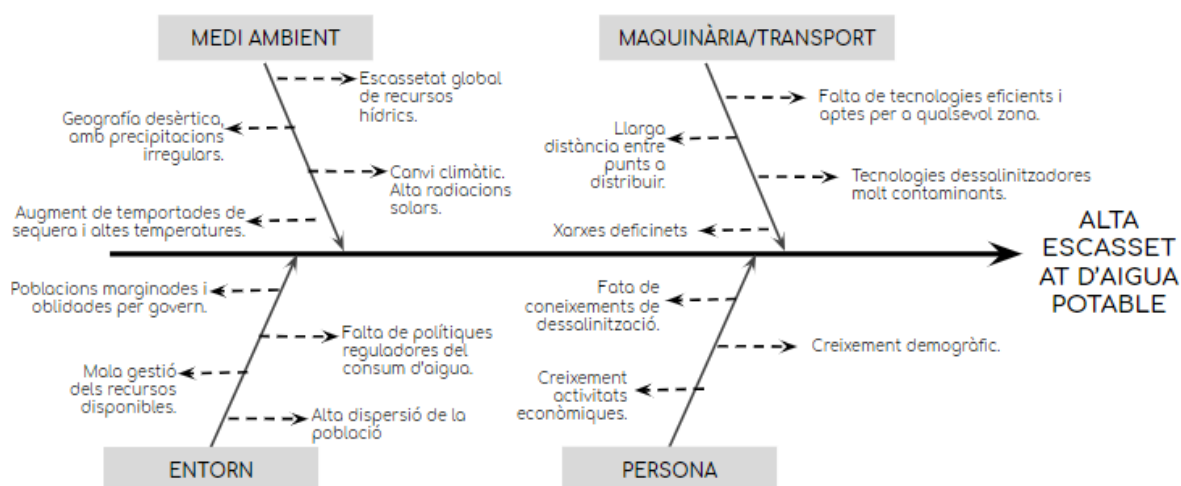 MEDI AMBIENT
MAQUINÀRIA/TRANSPORT
Escassetat global
de recursos
hídrics.
Geografía desèrtica,
amb precipitacions
irregulars.
Canvi climàtic.
Alta radiacions
solars.
Augment de temportades de
sequera i altes temperatures.
Falta de tecnologies eficients i
aptes per a qualsevol zona.
Llarga
distància entre
punts a
distribuir.
Tecnologies dessalinitzadores
molt contaminants.
Xarxes deficinets
ALTA
ESCASSET
AT D'AIGUA
POTABLE
Poblacions marginades i
oblidades per govern.
Falta de polítiques
reguladores del
consum d'aigua.
Mala gestió
dels recursos
disponibles.
Alta dispersió de la
població
Fata de
coneixements de
dessalinització.
Creixement demogràfic.
Creixement
activitats
econòmiques.
ENTORN
PERSONA